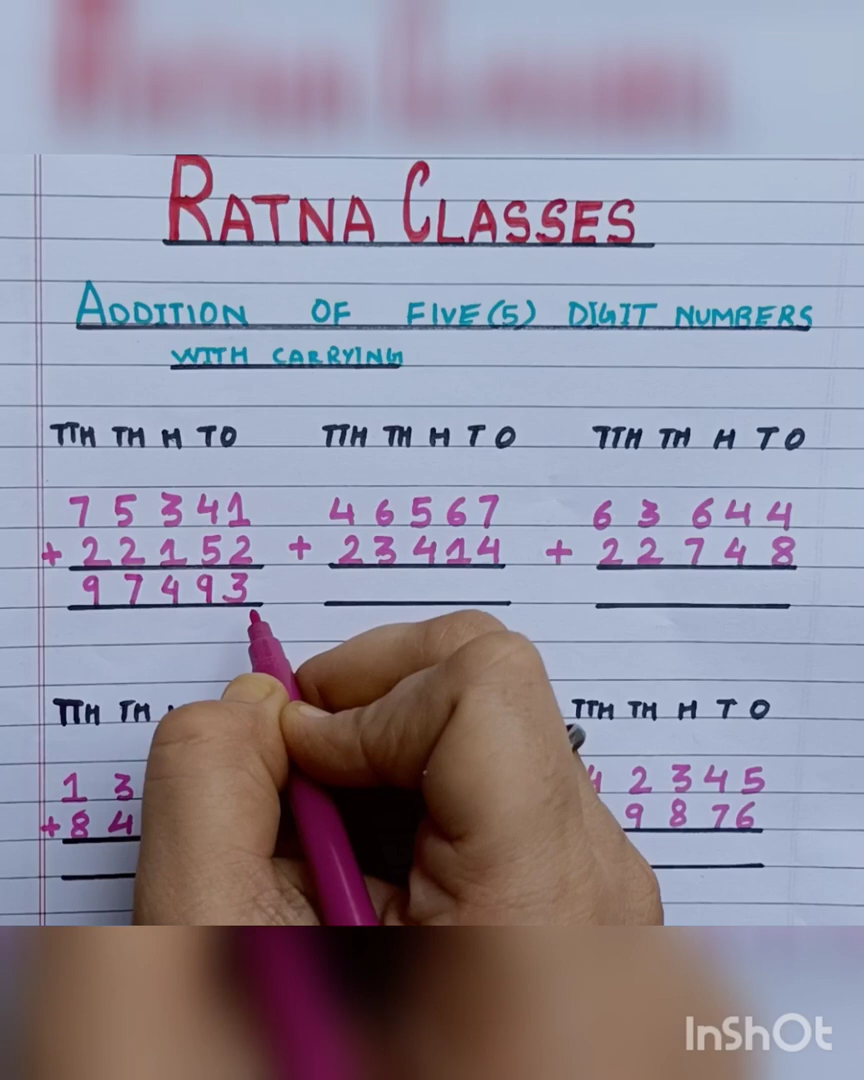 RATNA CLASSES
ADDITION OF FIVE(5) DIGIT NUMBERS
WITH CARRYING
TTH TH H T O TTH TH H T O TTH TH H T O
7 5 3 4 1 4 6 5 6 7 6 3 6 4 4
+ 2 2 1 5 2 + 2 3 4 1 4 + 2 2 7 4 8
9 7 4 9 3
TTH TH TTH TH H T O
1 3 4 2 3 4 5
+ 8 4 9 8 7 6
InShOt